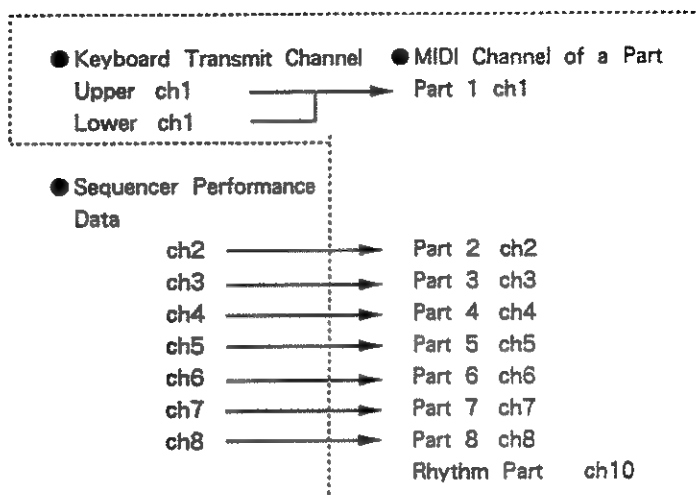 ●Keyboard Transmit Channel ●MIDI Channel of a Part
Upper ch1 Part 1 ch1
Lower ch1
●Sequencer Performance
Data
ch2 Part 2 ch2
ch3 Part 3 ch3
ch4 Part 4 ch4
ch5 Part 5 ch5
ch6 Part 6 ch6
ch7 Part 7 ch7
ch8 Part 8 ch8
Rhythm Part ch10